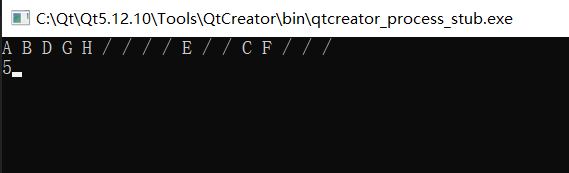 C:\Qt\Qt5.12.10\Tools\QtCreator\bin\qtcreator_process_stub.exe
A B D G H / / / / E / / C F / / /
5